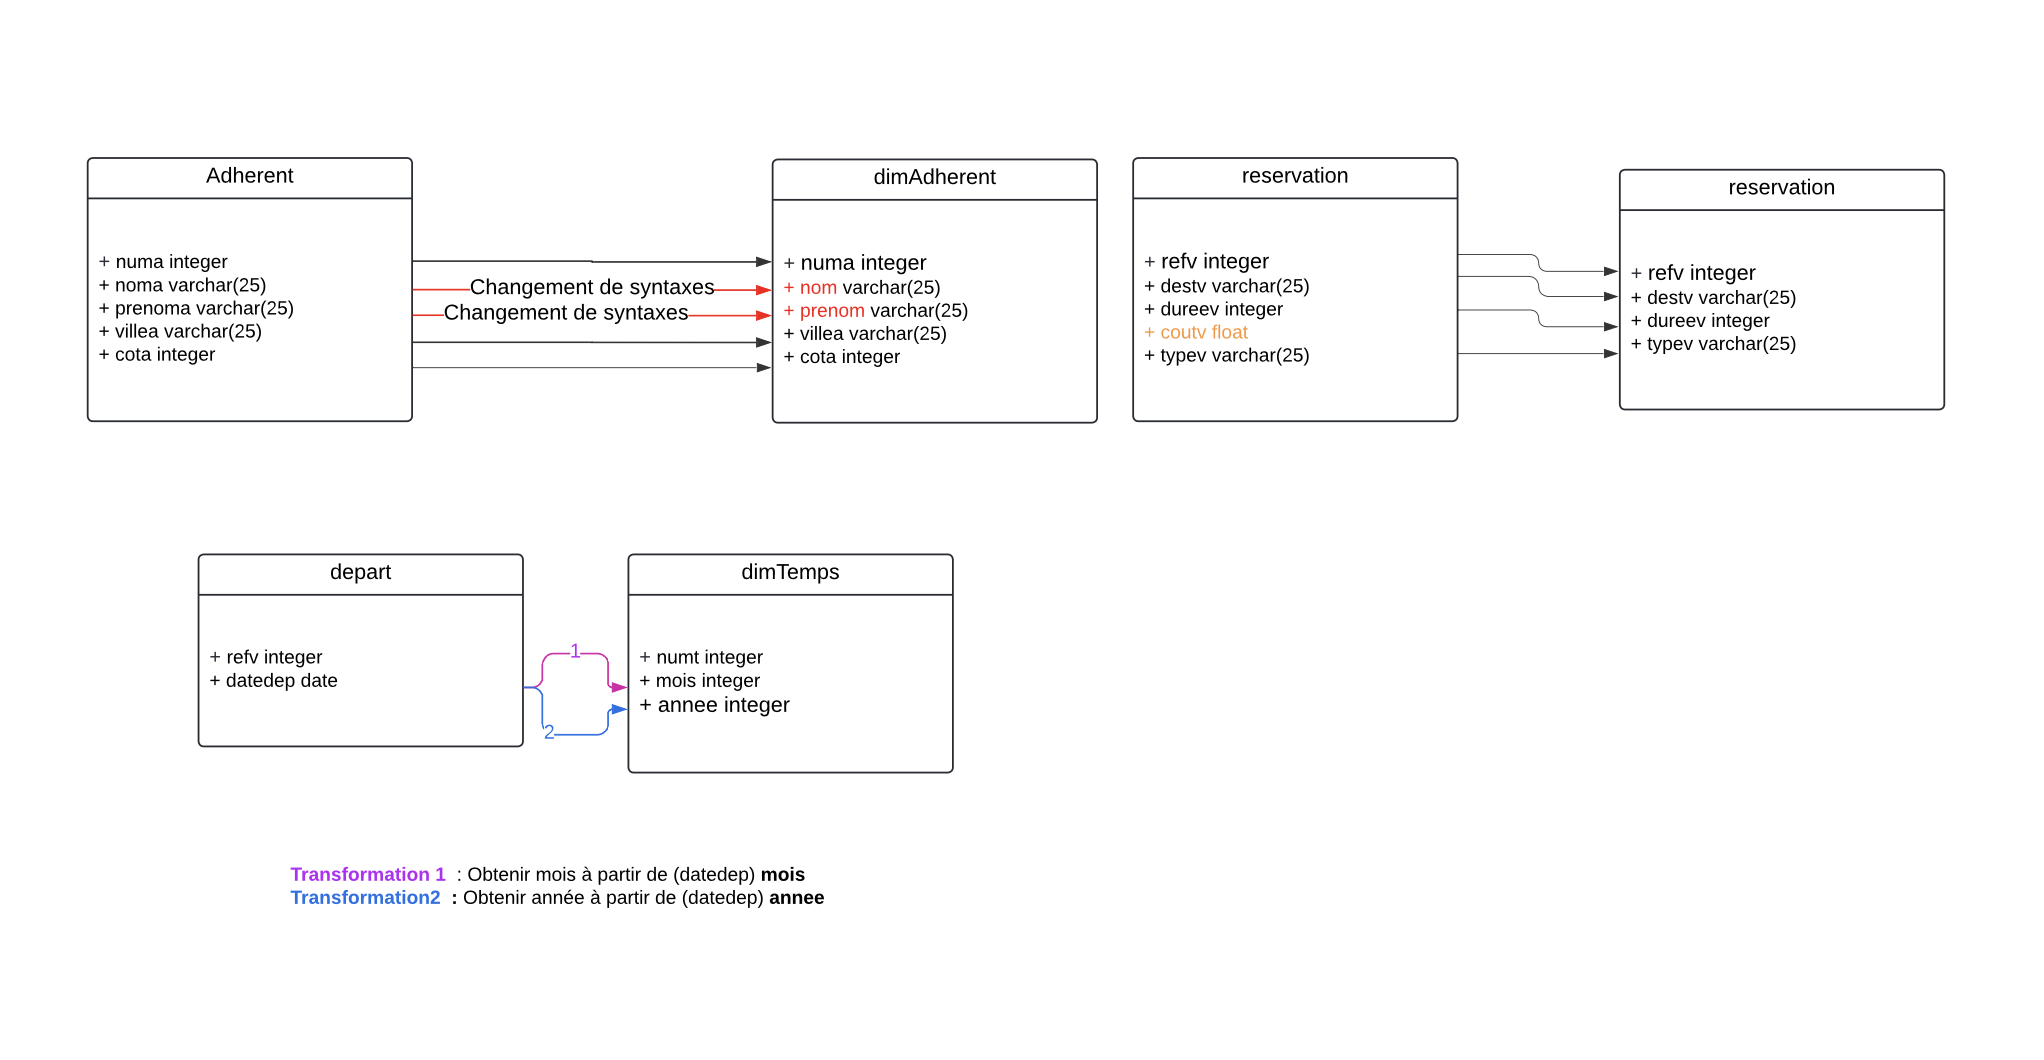 Adherent
+ numa integer
+ noma varchar(25)
+ prenoma varchar(25)
+ villea varchar(25)
+ cota integer
Changement de syntaxes
Changement de syntaxes
dimAdherent
+ numa integer
+ nom varchar(25)
+ prenom varchar(25)
+ villea varchar(25)
+ cota integer
reservation
+ refv integer
+ destv varchar(25)
+ dureev integer
+ coutv float
+ typev varchar(25)
reservation
+ refv integer
+ destv varchar(25)
+ dureev integer
+ typev varchar(25)
depart
+ refv integer
+ datedep date
1
2
dimTemps
+ numt integer
+ mois integer
+ annee integer
Transformation 1 : Obtenir mois à partir de (datedep) mois
Transformation2 : Obtenir année à partir de (datedep) annee